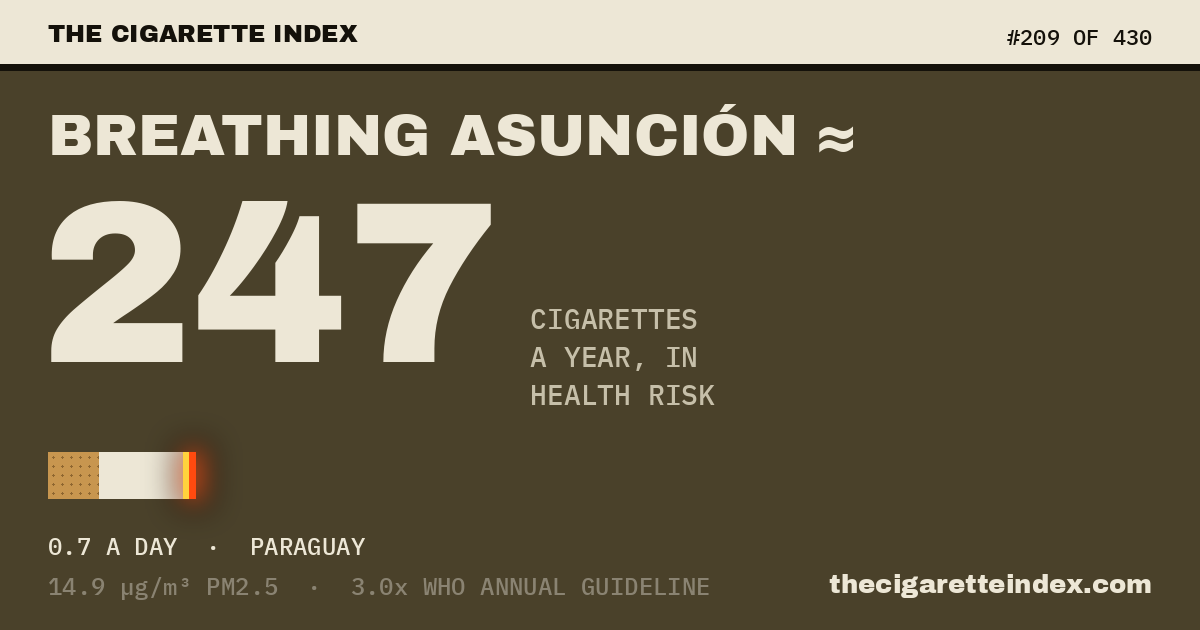 THE CIGARETTE INDEX
#209 OF 430
BREATHING ASUNCIÓN ≈
247
CIGARETTES
A YEAR, IN
HEALTH RISK
0.7 A DAY · PARAGUAY
14.9 µg/m³ PM2.5 · 3.0x WHO ANNUAL GUIDELINE
thecigaretteindex.com